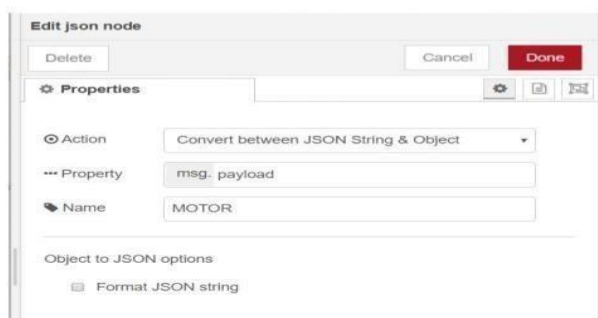 Edit json node
Delete Cancel Done
Properties
Action Convert between JSON String & Object
Property msg. payload
Name MOTOR
Object to JSON options
Format JSON string